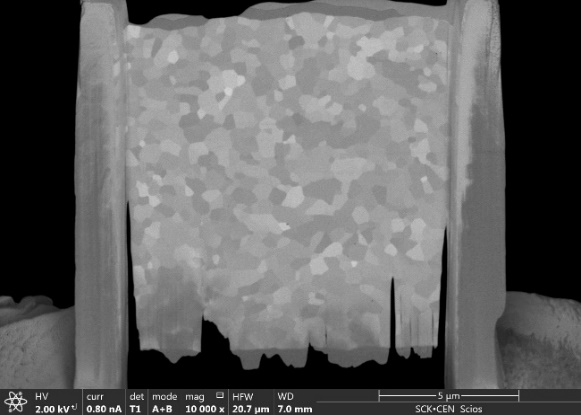 HV
2.00 kV
curr
0.80 nA
det
T1
mode
A+B
mag
10 000 x
HFW
20.7 µm
WD
7.0 mm
5 µm
SCK•CEN Scios